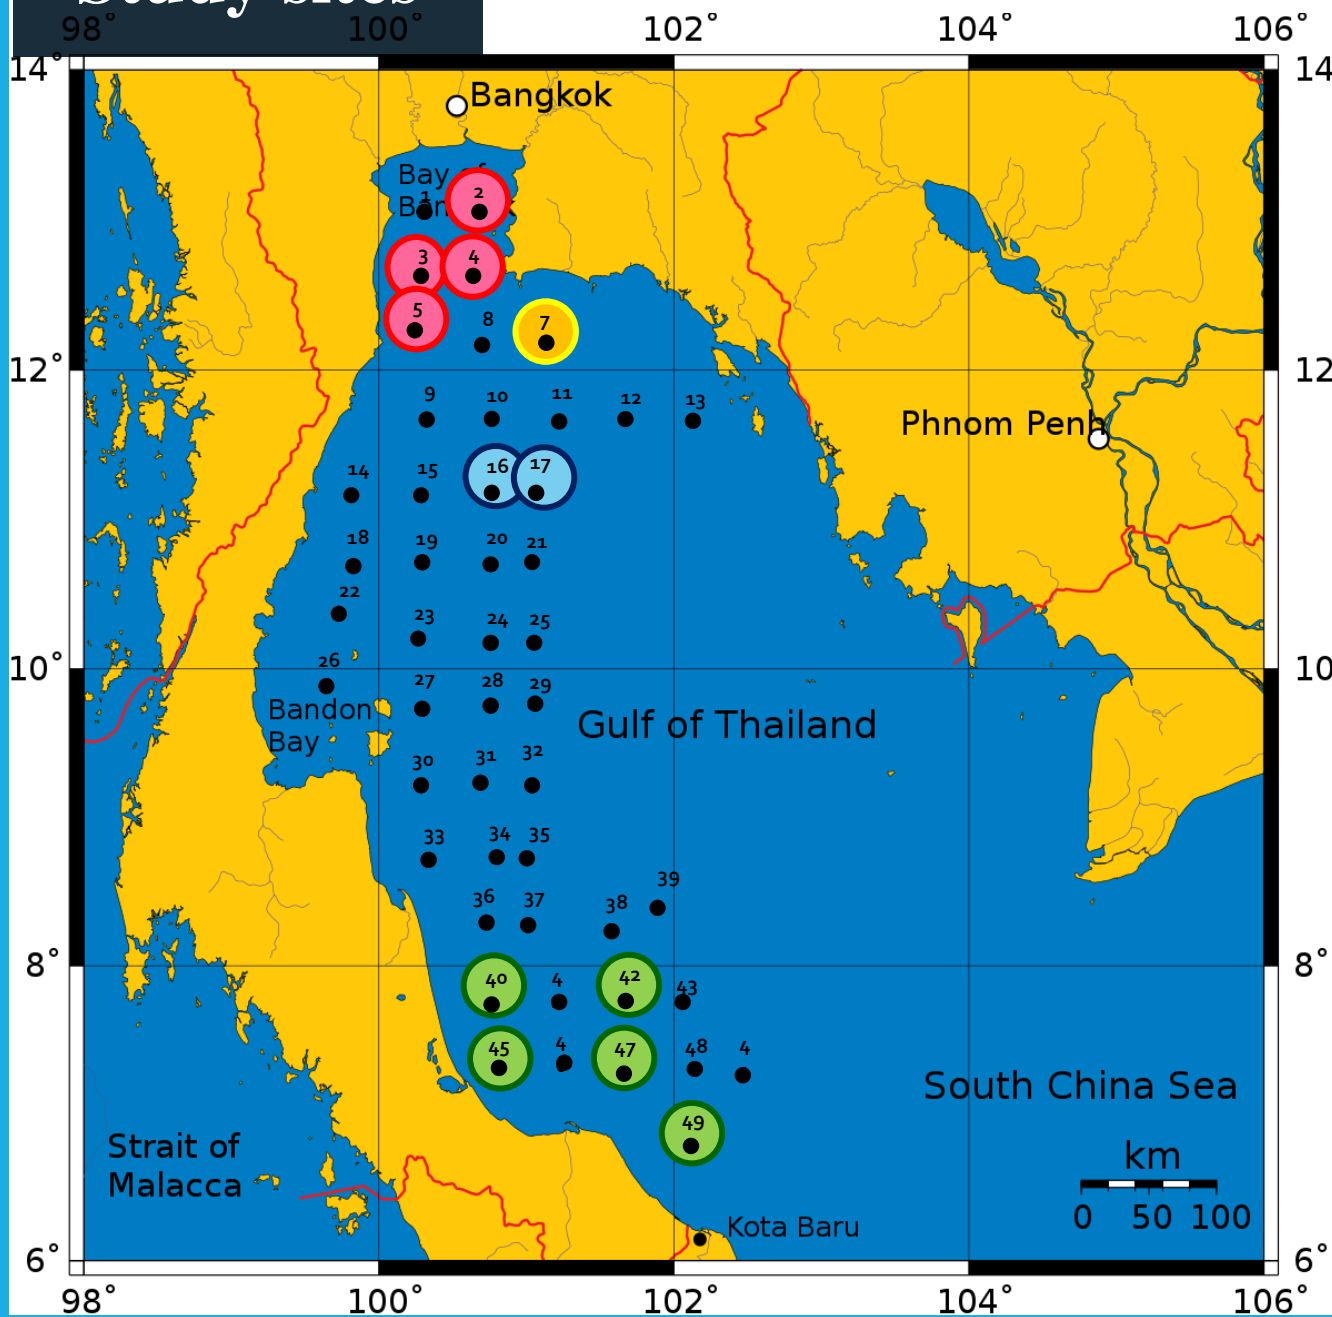 Study sites
98° 100° 102° 104° 106°
14° 14
Bangkok
Bay of
1 2
3 4
5 8 7
12° 12
9 10 11 12 13
Phnom Penh
14 15 16 17
18 19 20 21
22
23 24 25
26
10° 10
27 28 29
Bandon
Bay
Gulf of Thailand
30 31 32
33 34 35
39
36 37 38
8° 8°
40 4 42 43
45 4 47 48 4
South China Sea
49
Strait of
Malacca
km
0 50 100
Kota Baru
6° 6°
98° 100° 102° 104° 106°